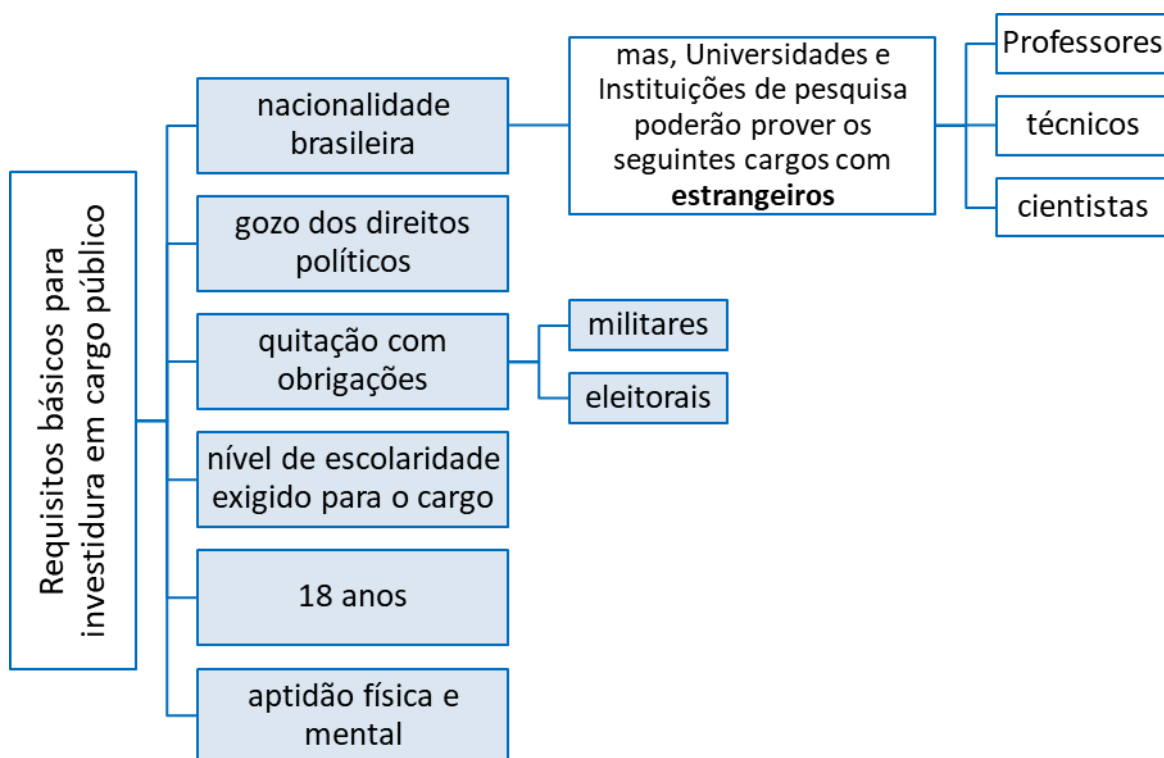 Requisitos básicos para
investidura em cargo público
nacionalidade
brasileira
mas, Universidades e
Instituições de pesquisa
poderão prover os
seguintes cargos com
estrangeiros
Professores
técnicos
cientistas
gozo dos direitos
políticos
quitação com
obrigações
militares
eleitorais
nível de escolaridade
exigido para o cargo
18 anos
aptidão física e
mental